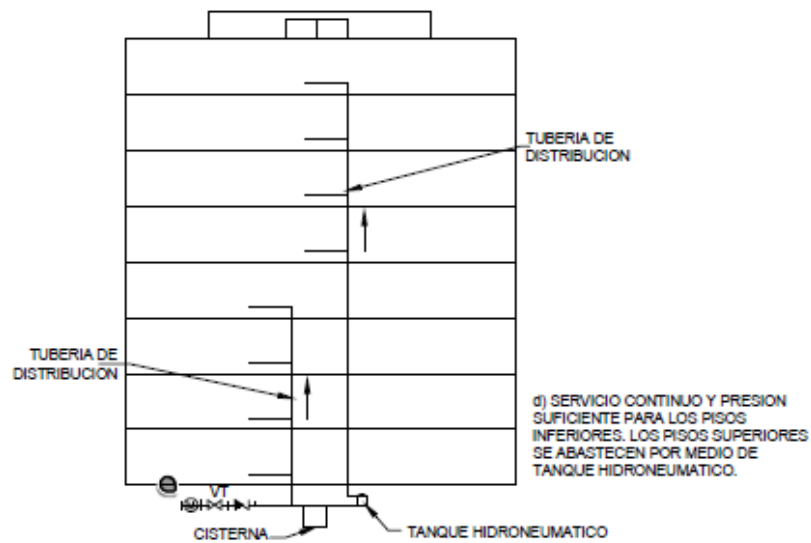 TUBERIA DE
DISTRIBUCION
TUBERIA DE
DISTRIBUCION
d) SERVICIO CONTINUO Y PRESION
SUFICIENTE PARA LOS PISOS
INFERIORES. LOS PISOS SUPERIORES
SE ABASTECEN POR MEDIO DE
TANQUE HIDRONEUMATICO.
VT
M
CISTERNA
TANQUE HIDRONEUMATICO